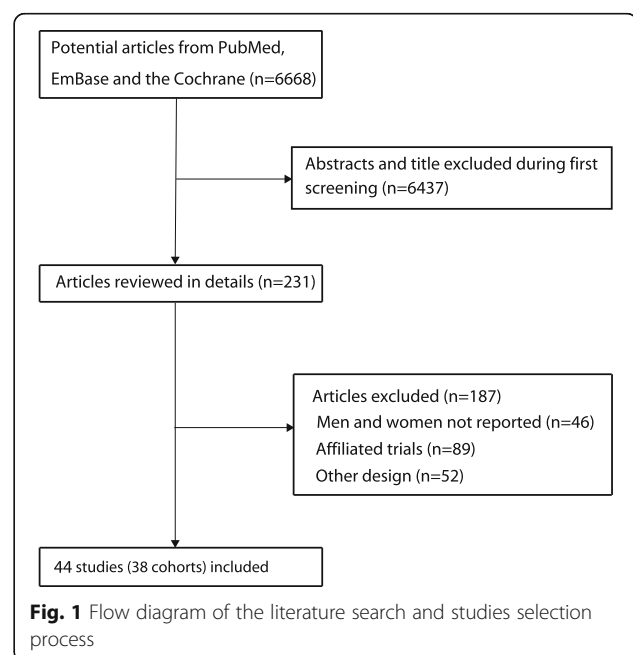 Potential articles from PubMed,
EmBase and the Cochrane (n=6668)
Abstracts and title excluded during first
screening (n=6437)
Articles reviewed in details (n=231)
Articles excluded (n=187)
Men and women not reported (n=46)
Affiliated trials (n=89)
Other design (n=52)
44 studies (38 cohorts) included
Fig. 1 Flow diagram of the literature search and studies selection
process